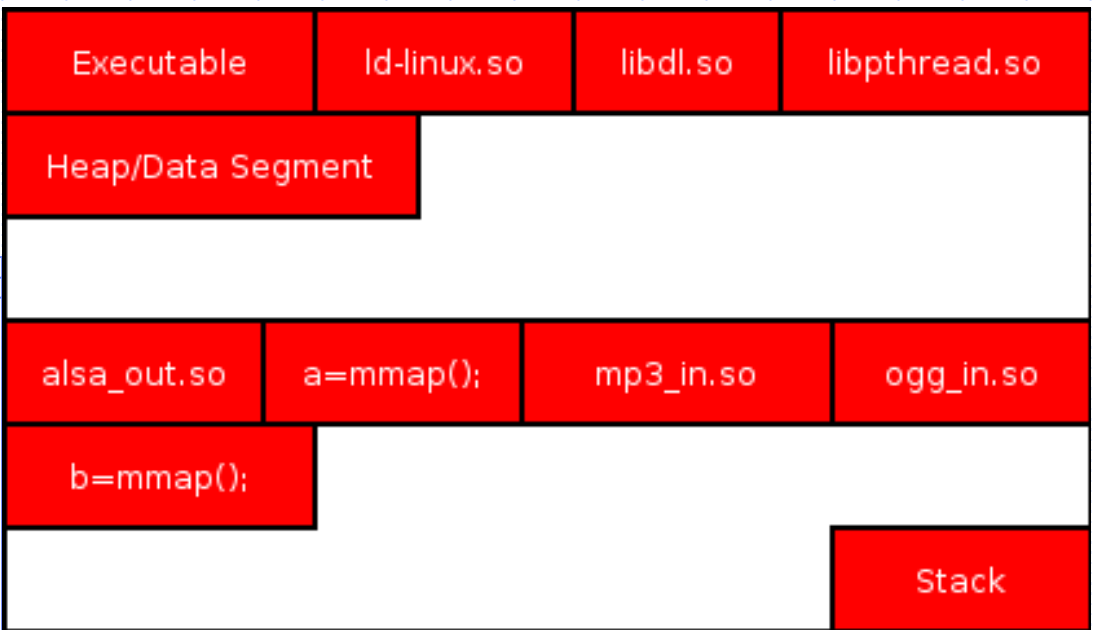 Executable ld-linux.so libdl.so libpthread.so
Heap/Data Segment
alsa_out.so a=mmap(); mp3_in.so ogg_in.so
b=mmap();
Stack